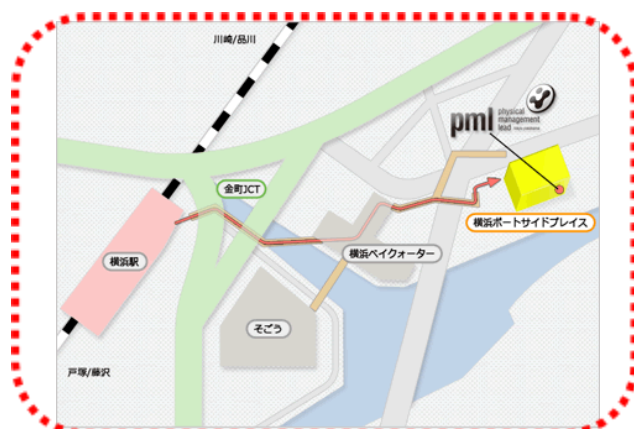 川崎/品川
pml
physical
management
lead
金町JCT
横浜ポートサイドプレイス
横浜駅
横浜ベイクォーター
そごう
戸塚/藤沢